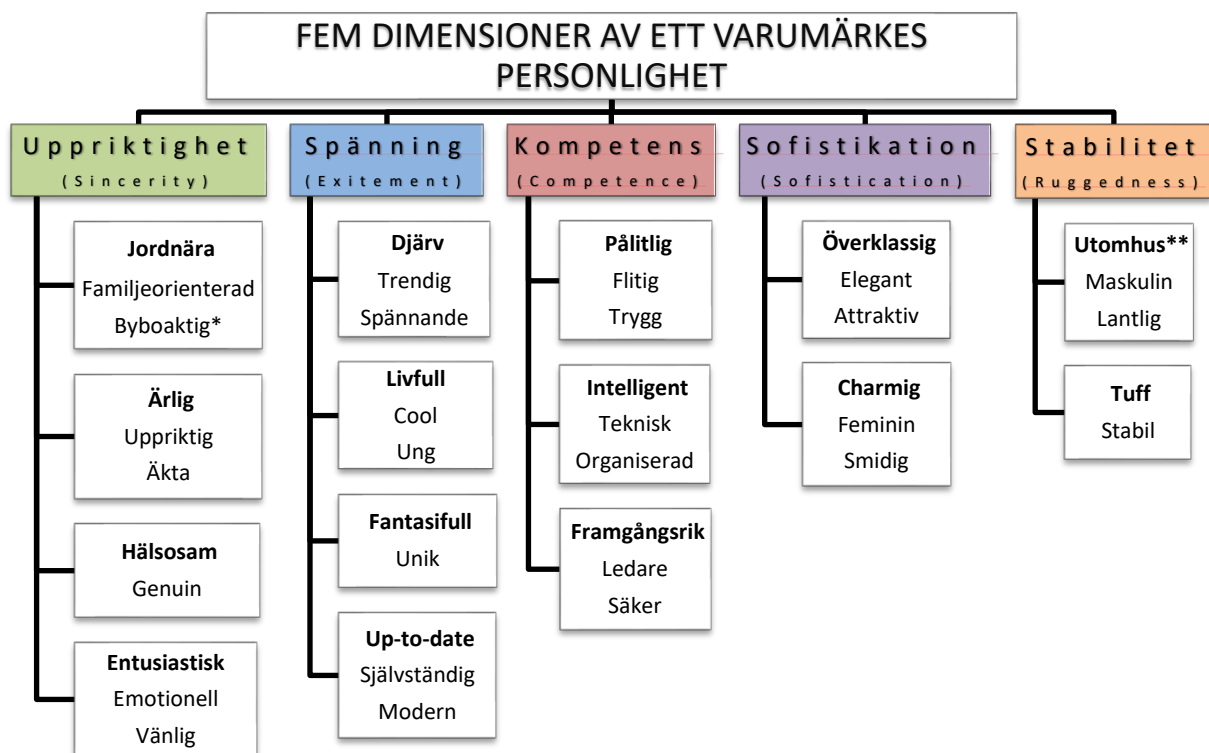 FEM DIMENSIONER AV ETT VARUMÄRKES
PERSONLIGHET
Uppriktighet
(Sincerity)
Jordnära
Familjeorienterad
Byboaktig*
Ärlig
Uppriktig
Äkta
Hälsosam
Genuin
Entusiastisk
Emotionell
Vänlig
Spänning
(Exitement)
Djärv
Trendig
Spännande
Livfull
Cool
Ung
Fantasifull
Unik
Up-to-date
Självständig
Modern
Kompetens
(Competence)
Pålitlig
Flitig
Trygg
Intelligent
Teknisk
Organiserad
Framgångsrik
Ledare
Säker
Sofistikation
(Sofistication)
Överklassig
Elegant
Attraktiv
Charmig
Feminin
Smidig
Stabilitet
(Ruggedness)
Utomhus**
Maskulin
Lantlig
Tuff
Stabil